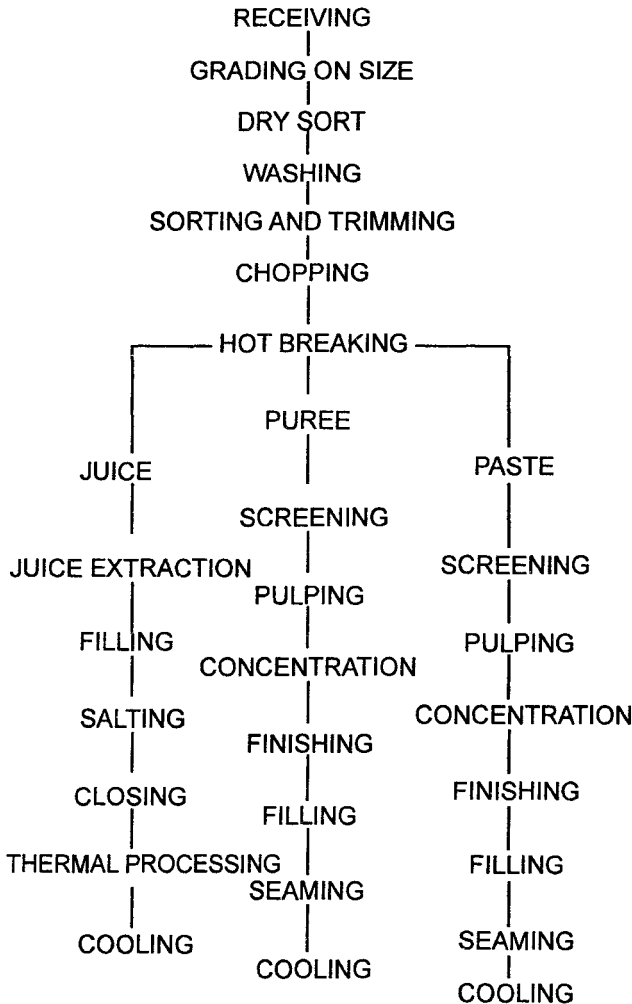 RECEIVING
GRADING ON SIZE
DRY SORT
WASHING
SORTING AND TRIMMING
CHOPPING
HOT BREAKING
JUICE
JUICE EXTRACTION
FILLING
SALTING
CLOSING
THERMAL PROCESSING
COOLING
PUREE
SCREENING
PULPING
CONCENTRATION
FINISHING
FILLING
SEAMING
COOLING
PASTE
SCREENING
PULPING
CONCENTRATION
FINISHING
FILLING
SEAMING
COOLING